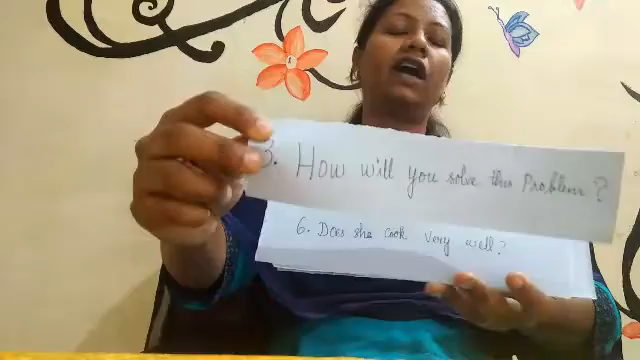 3. How will you solve this Problem?
6. Does she cook very well?